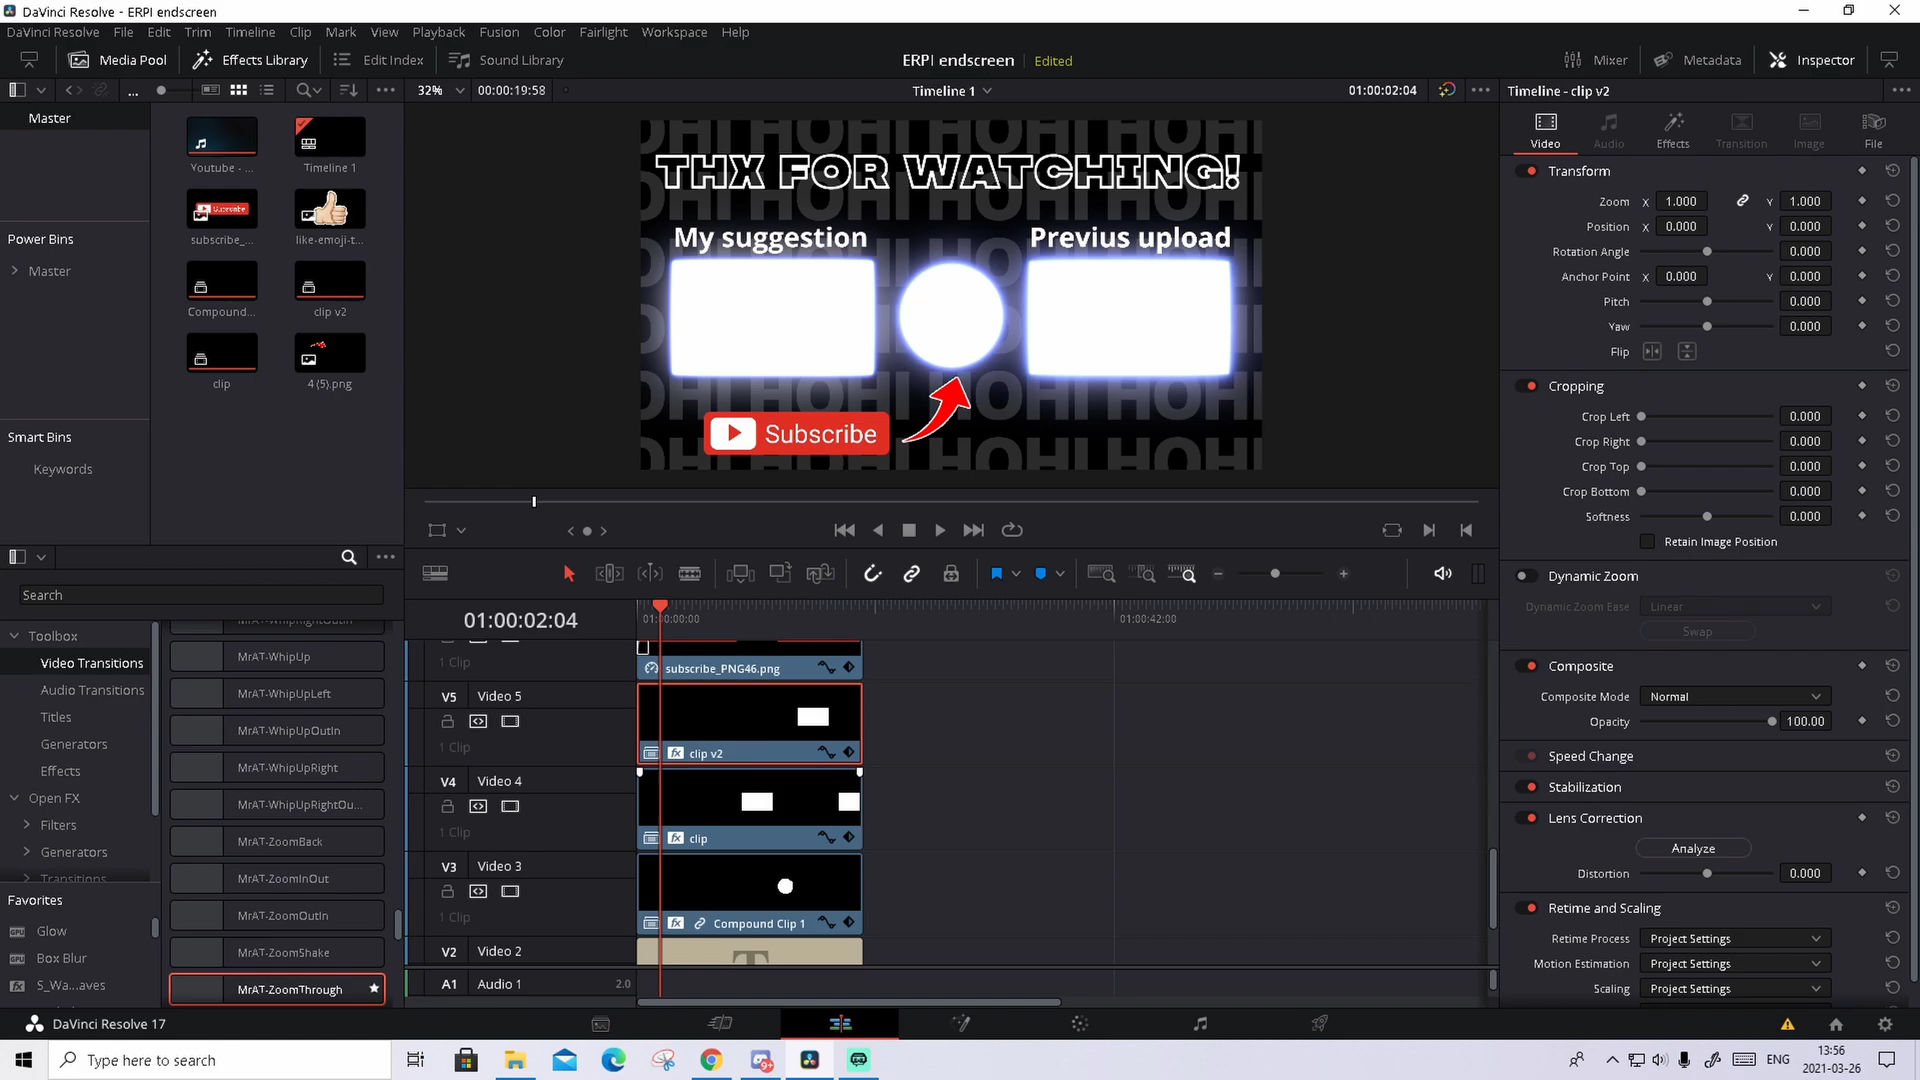 DaVinci Resolve - ERPI endscreen
DaVinci Resolve File Edit Trim Timeline Clip Mark View Playback Fusion Color Fairlight Workspace Help
Media Pool Effects Library Edit Index Sound Library ERPI endscreen Edited Mixer Metadata Inspector
... 32% 00:00:19:58 Timeline 1 01:00:02:04 Timeline - clip v2
Master
Youtube - ... Timeline 1
subscribe_... like-emoji-t...
Power Bins
Master
Compound... clip v2
clip 4 (5).png
Smart Bins
Keywords
THX FOR WATCHING!
My suggestion Previus upload
Subscribe
Video Audio Effects Transition Image File
Transform
Zoom X 1.000 Y 1.000
Position X 0.000 Y 0.000
Rotation Angle 0.000
Anchor Point X 0.000 Y 0.000
Pitch 0.000
Yaw 0.000
Flip
Cropping
Crop Left 0.000
Crop Right 0.000
Crop Top 0.000
Crop Bottom 0.000
Softness 0.000
Retain Image Position
Dynamic Zoom
Dynamic Zoom Ease Linear
Swap
Composite
Composite Mode Normal
Opacity 100.00
Speed Change
Stabilization
Lens Correction
Analyze
Distortion 0.000
Retime and Scaling
Retime Process Project Settings
Motion Estimation Project Settings
Scaling Project Settings
Search
Toolbox
Video Transitions
Audio Transitions
Titles
Generators
Effects
Open FX
Filters
Generators
Transitions
Favorites
Glow
Box Blur
S_Wa...aves
MrAT-WhipRightOutIn
MrAT-WhipUp
MrAT-WhipUpLeft
MrAT-WhipUpOutIn
MrAT-WhipUpRight
MrAT-WhipUpRightOu...
MrAT-ZoomBack
MrAT-ZoomInOut
MrAT-ZoomOutIn
MrAT-ZoomShake
MrAT-ZoomThrough
01:00:02:04 01:00:00:00 01:00:42:00
1 Clip subscribe_PNG46.png
V5 Video 5
1 Clip clip v2
V4 Video 4
1 Clip clip
V3 Video 3
1 Clip Compound Clip 1
V2 Video 2
A1 Audio 1 2.0
DaVinci Resolve 17
Type here to search
ENG
13:56
2021-03-26